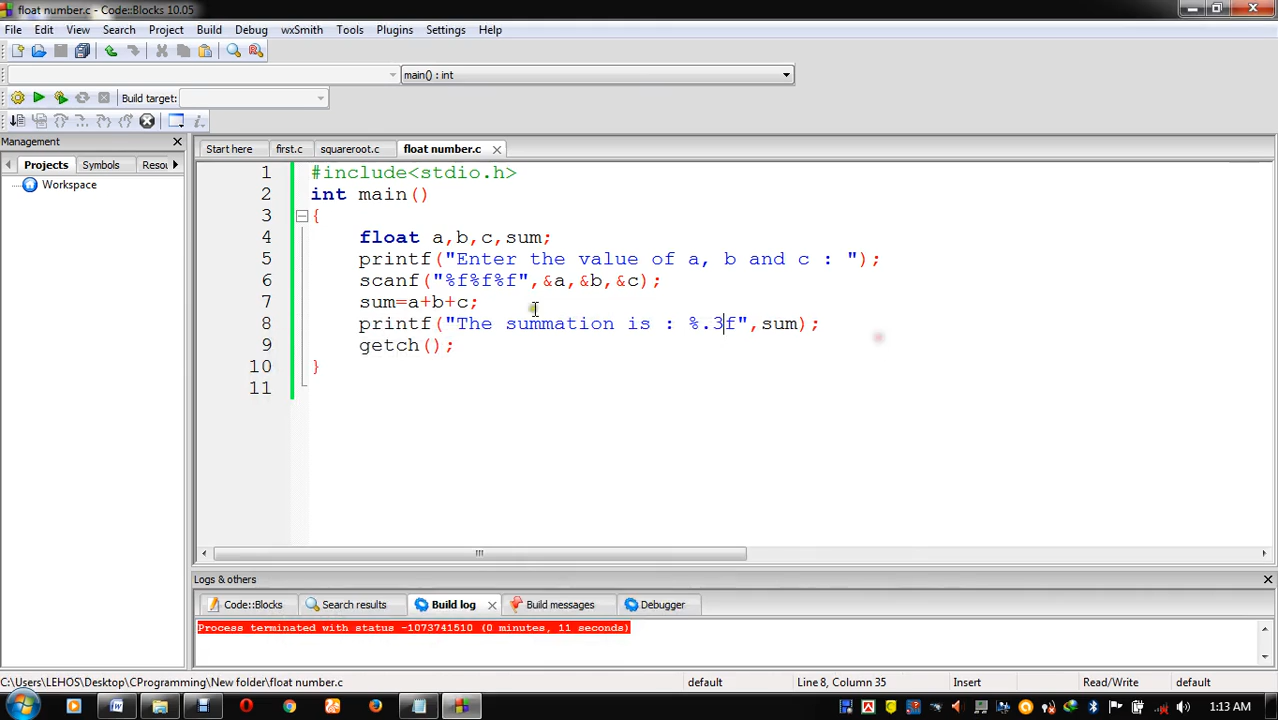 float number.c - Code::Blocks 10.05
File Edit View Search Project Build Debug wxSmith Tools Plugins Settings Help
main() : int
Build target:
Management
Projects Symbols Resou
Workspace
Start here first.c squareroot.c float number.c
1 #include<stdio.h>
2 int main()
3 {
4 float a,b,c,sum;
5 printf("Enter the value of a, b and c : ");
6 scanf("%f%f%f",&a,&b,&c);
7 sum=a+b+c;
8 printf("The summation is : %.3f",sum);
9 getch();
10 }
11
Logs & others
Code::Blocks Search results Build log Build messages Debugger
Process terminated with status -1073741510 (0 minutes, 11 seconds)
C:\Users\LEHOS\Desktop\CProgramming\New folder\float number.c default Line 8, Column 35 Insert Read/Write default
1:13 AM